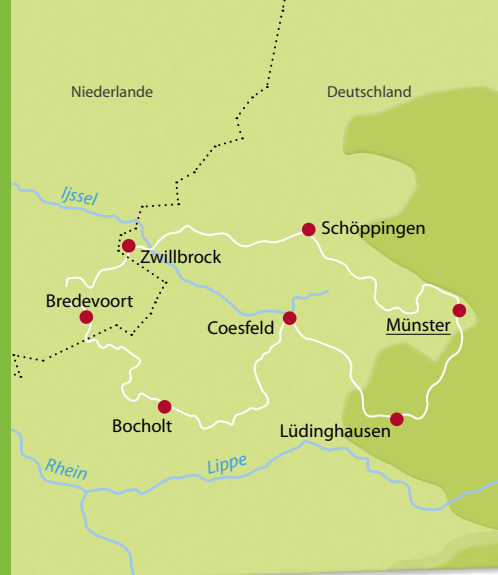 Niederlande
Deutschland
Ijssel
Schöppingen
Zwillbrock
Bredevoort
Coesfeld
Münster
Bocholt
Lüdinghausen
Rhein
Lippe